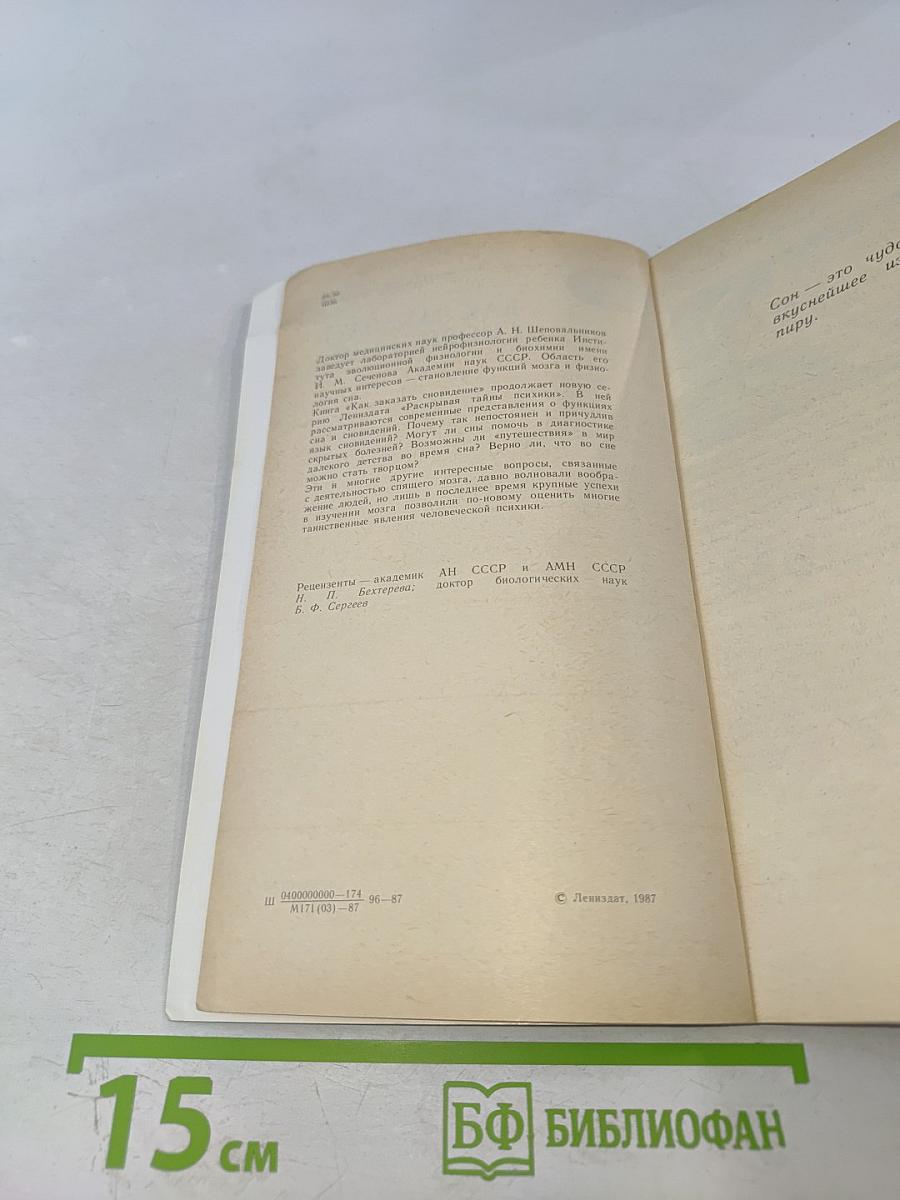 Доктор медицинских наук профессор А. Н. Шеповальников
заведует лабораторией нейрофизиологии ребенка Инсти-
тута эволюционной физиологии и биохимии имени
И. М. Сеченова Академии наук СССР. Область его
научных интересов — становление функций мозга и физио-
логия сна.
Книга «Как заказать сновидение» продолжает новую се-
рию Лениздата «Раскрывая тайны психики». В ней
рассматриваются современные представления о функциях
сна и сновидений. Почему так непостоянен и причудлив
язык сновидений? Могут ли сны помочь в диагностике
скрытых болезней? Возможны ли «путешествия» в мир
далекого детства во время сна? Верно ли, что во сне
можно стать творцом?
Эти и многие другие интересные вопросы, связанные
с деятельностью спящего мозга, давно волновали вообра-
жение людей, но лишь в последнее время крупные успехи
в изучении мозга позволили по-новому оценить многие
таинственные явления человеческой психики.
Рецензенты — академик АН СССР и АМН СССР
Н. П. Бехтерева; доктор биологических наук
Б. Ф. Сергеев
Ш 0400000000—174
М171(03)—87 96—87
© Лениздат, 1987
Сон — это чудо
вкуснейшее из
пиру.
15 см
БФ БИБЛИОФАН